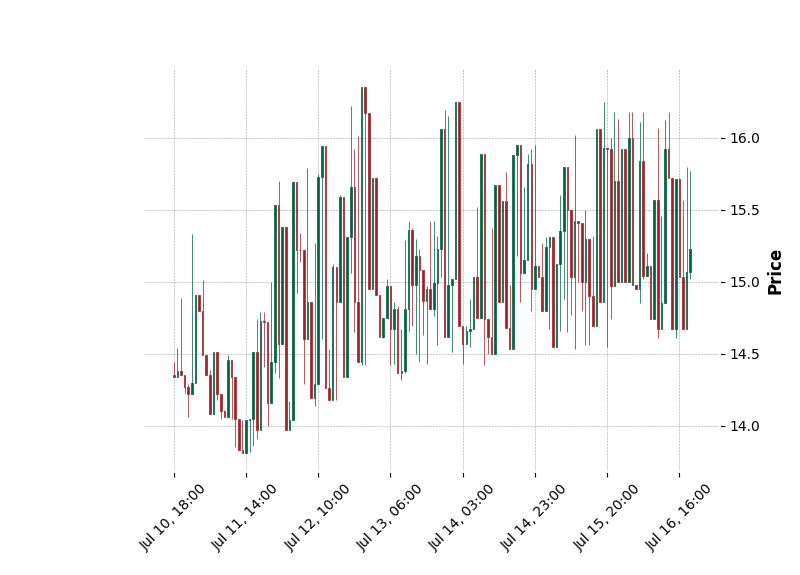 16.0
15.5
15.0
14.5
14.0
Price
Jul 10, 18:00
Jul 11, 14:00
Jul 12, 10:00
Jul 13, 06:00
Jul 14, 03:00
Jul 14, 23:00
Jul 15, 20:00
Jul 16, 16:00